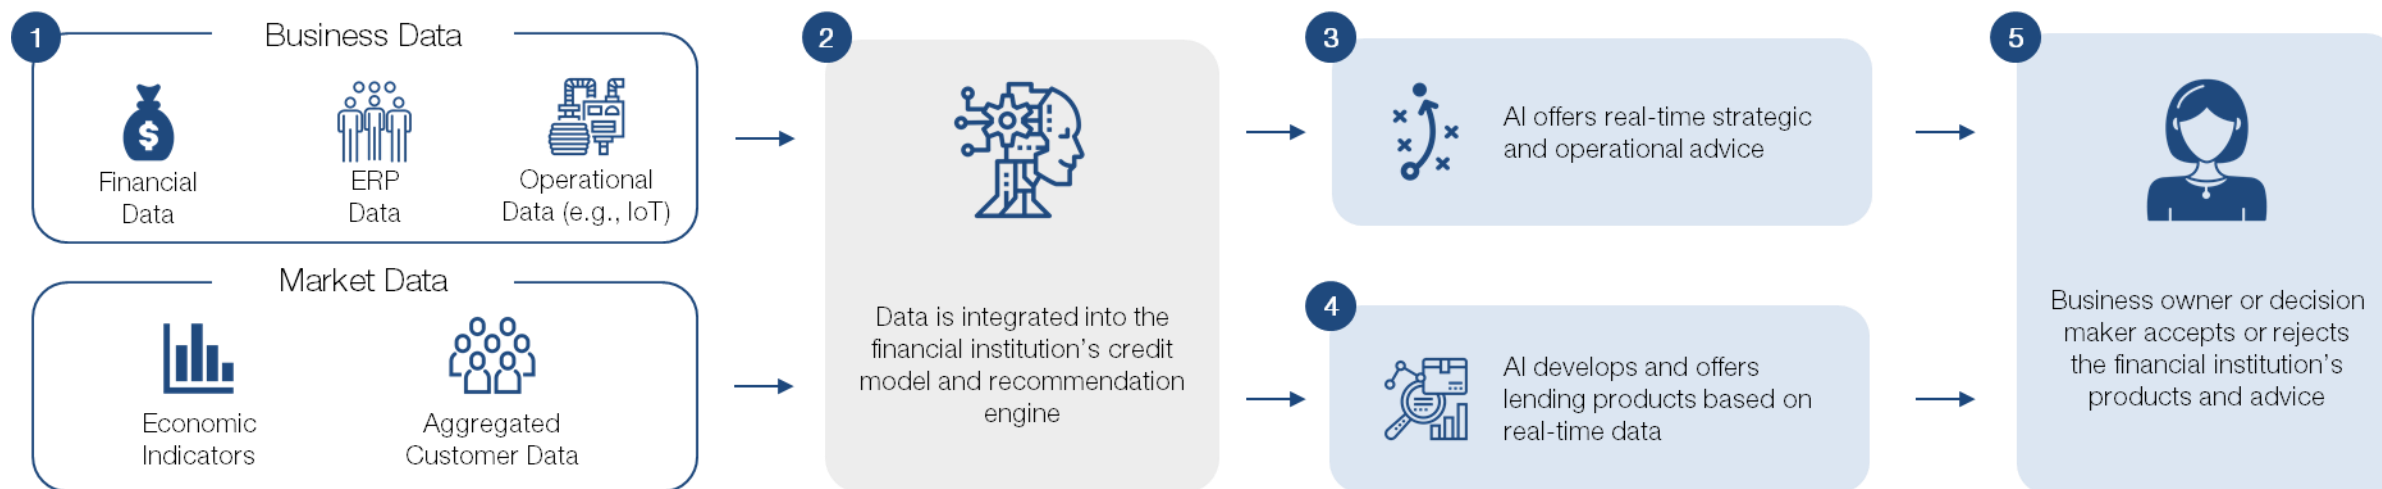 1
Business Data
$
Financial
Data
ERP
Data
Operational
Data (e.g., IoT)
Market Data
Economic
Indicators
Aggregated
Customer Data
2
Data is integrated into the
financial institution’s credit
model and recommendation
engine
3
AI offers real-time strategic
and operational advice
4
AI develops and offers
lending products based on
real-time data
5
Business owner or decision
maker accepts or rejects
the financial institution’s
products and advice